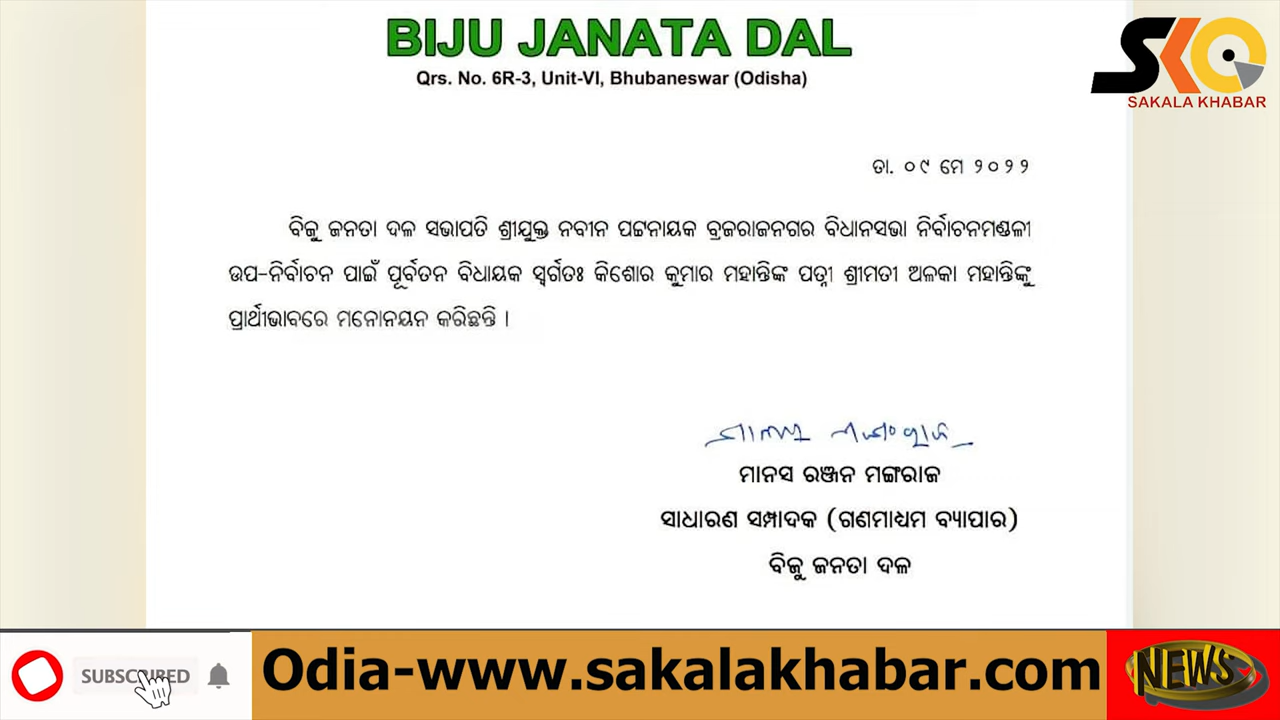 BIJU JANATA DAL
Qrs. No. 6R-3, Unit-VI, Bhubaneswar (Odisha)
SAKALA KHABAR
ତା. ୦୯ ମେ ୨୦୨୨
ବିଜୁ ଜନତା ଦଳ ସଭାପତି ଶ୍ରୀଯୁକ୍ତ ନବୀନ ପଟ୍ଟନାୟକ ବ୍ରଜରାଜନଗର ବିଧାନସଭା ନିର୍ବାଚନମଣ୍ଡଳୀ
ଉପ-ନିର୍ବାଚନ ପାଇଁ ପୂର୍ବତନ ବିଧାୟକ ସ୍ୱର୍ଗତଃ କିଶୋର କୁମାର ମହାନ୍ତିଙ୍କ ପତ୍ନୀ ଶ୍ରୀମତୀ ଅଳକା ମହାନ୍ତିଙ୍କୁ
ପ୍ରାର୍ଥୀଭାବରେ ମନୋନୟନ କରିଛନ୍ତି ।
ମାନସ ରଞ୍ଜନ ମଙ୍ଗରାଜ
ସାଧାରଣ ସମ୍ପାଦକ (ଗଣମାଧ୍ୟମ ବ୍ୟାପାର)
ବିଜୁ ଜନତା ଦଳ
SUBSCRIBED
Odia-www.sakalakhabar.com
NEWS